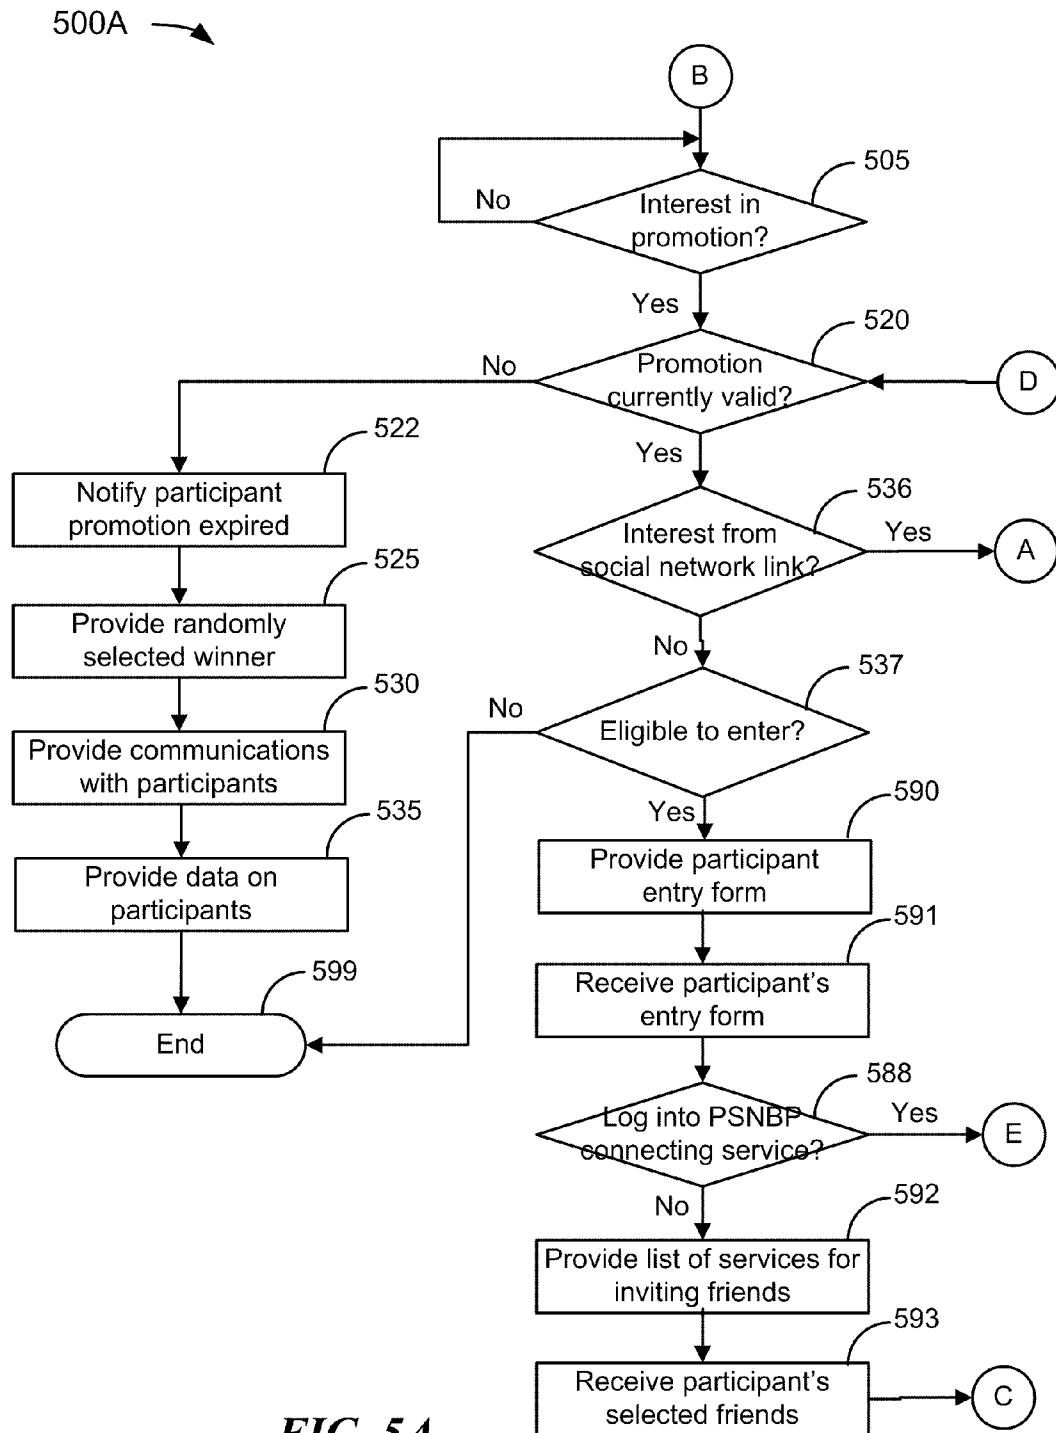 500A
B
505
Interest in
promotion?
No
Yes
520
Promotion
currently valid?
No
D
Yes
522
Notify participant
promotion expired
536
Interest from
social network link?
Yes
A
525
Provide randomly
selected winner
No
537
Eligible to enter?
No
530
Provide communications
with participants
Yes
590
Provide participant
entry form
535
Provide data on
participants
591
Receive participant's
entry form
599
End
588
Log into PSNBP
connecting service?
Yes
E
No
592
Provide list of services for
inviting friends
593
Receive participant's
selected friends
C
FIG. 5A